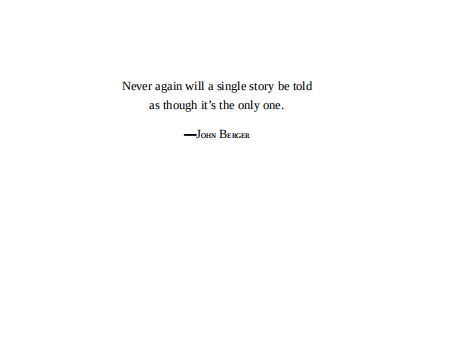 Never again will a single story be told
as though it’s the only one.
—John Berger